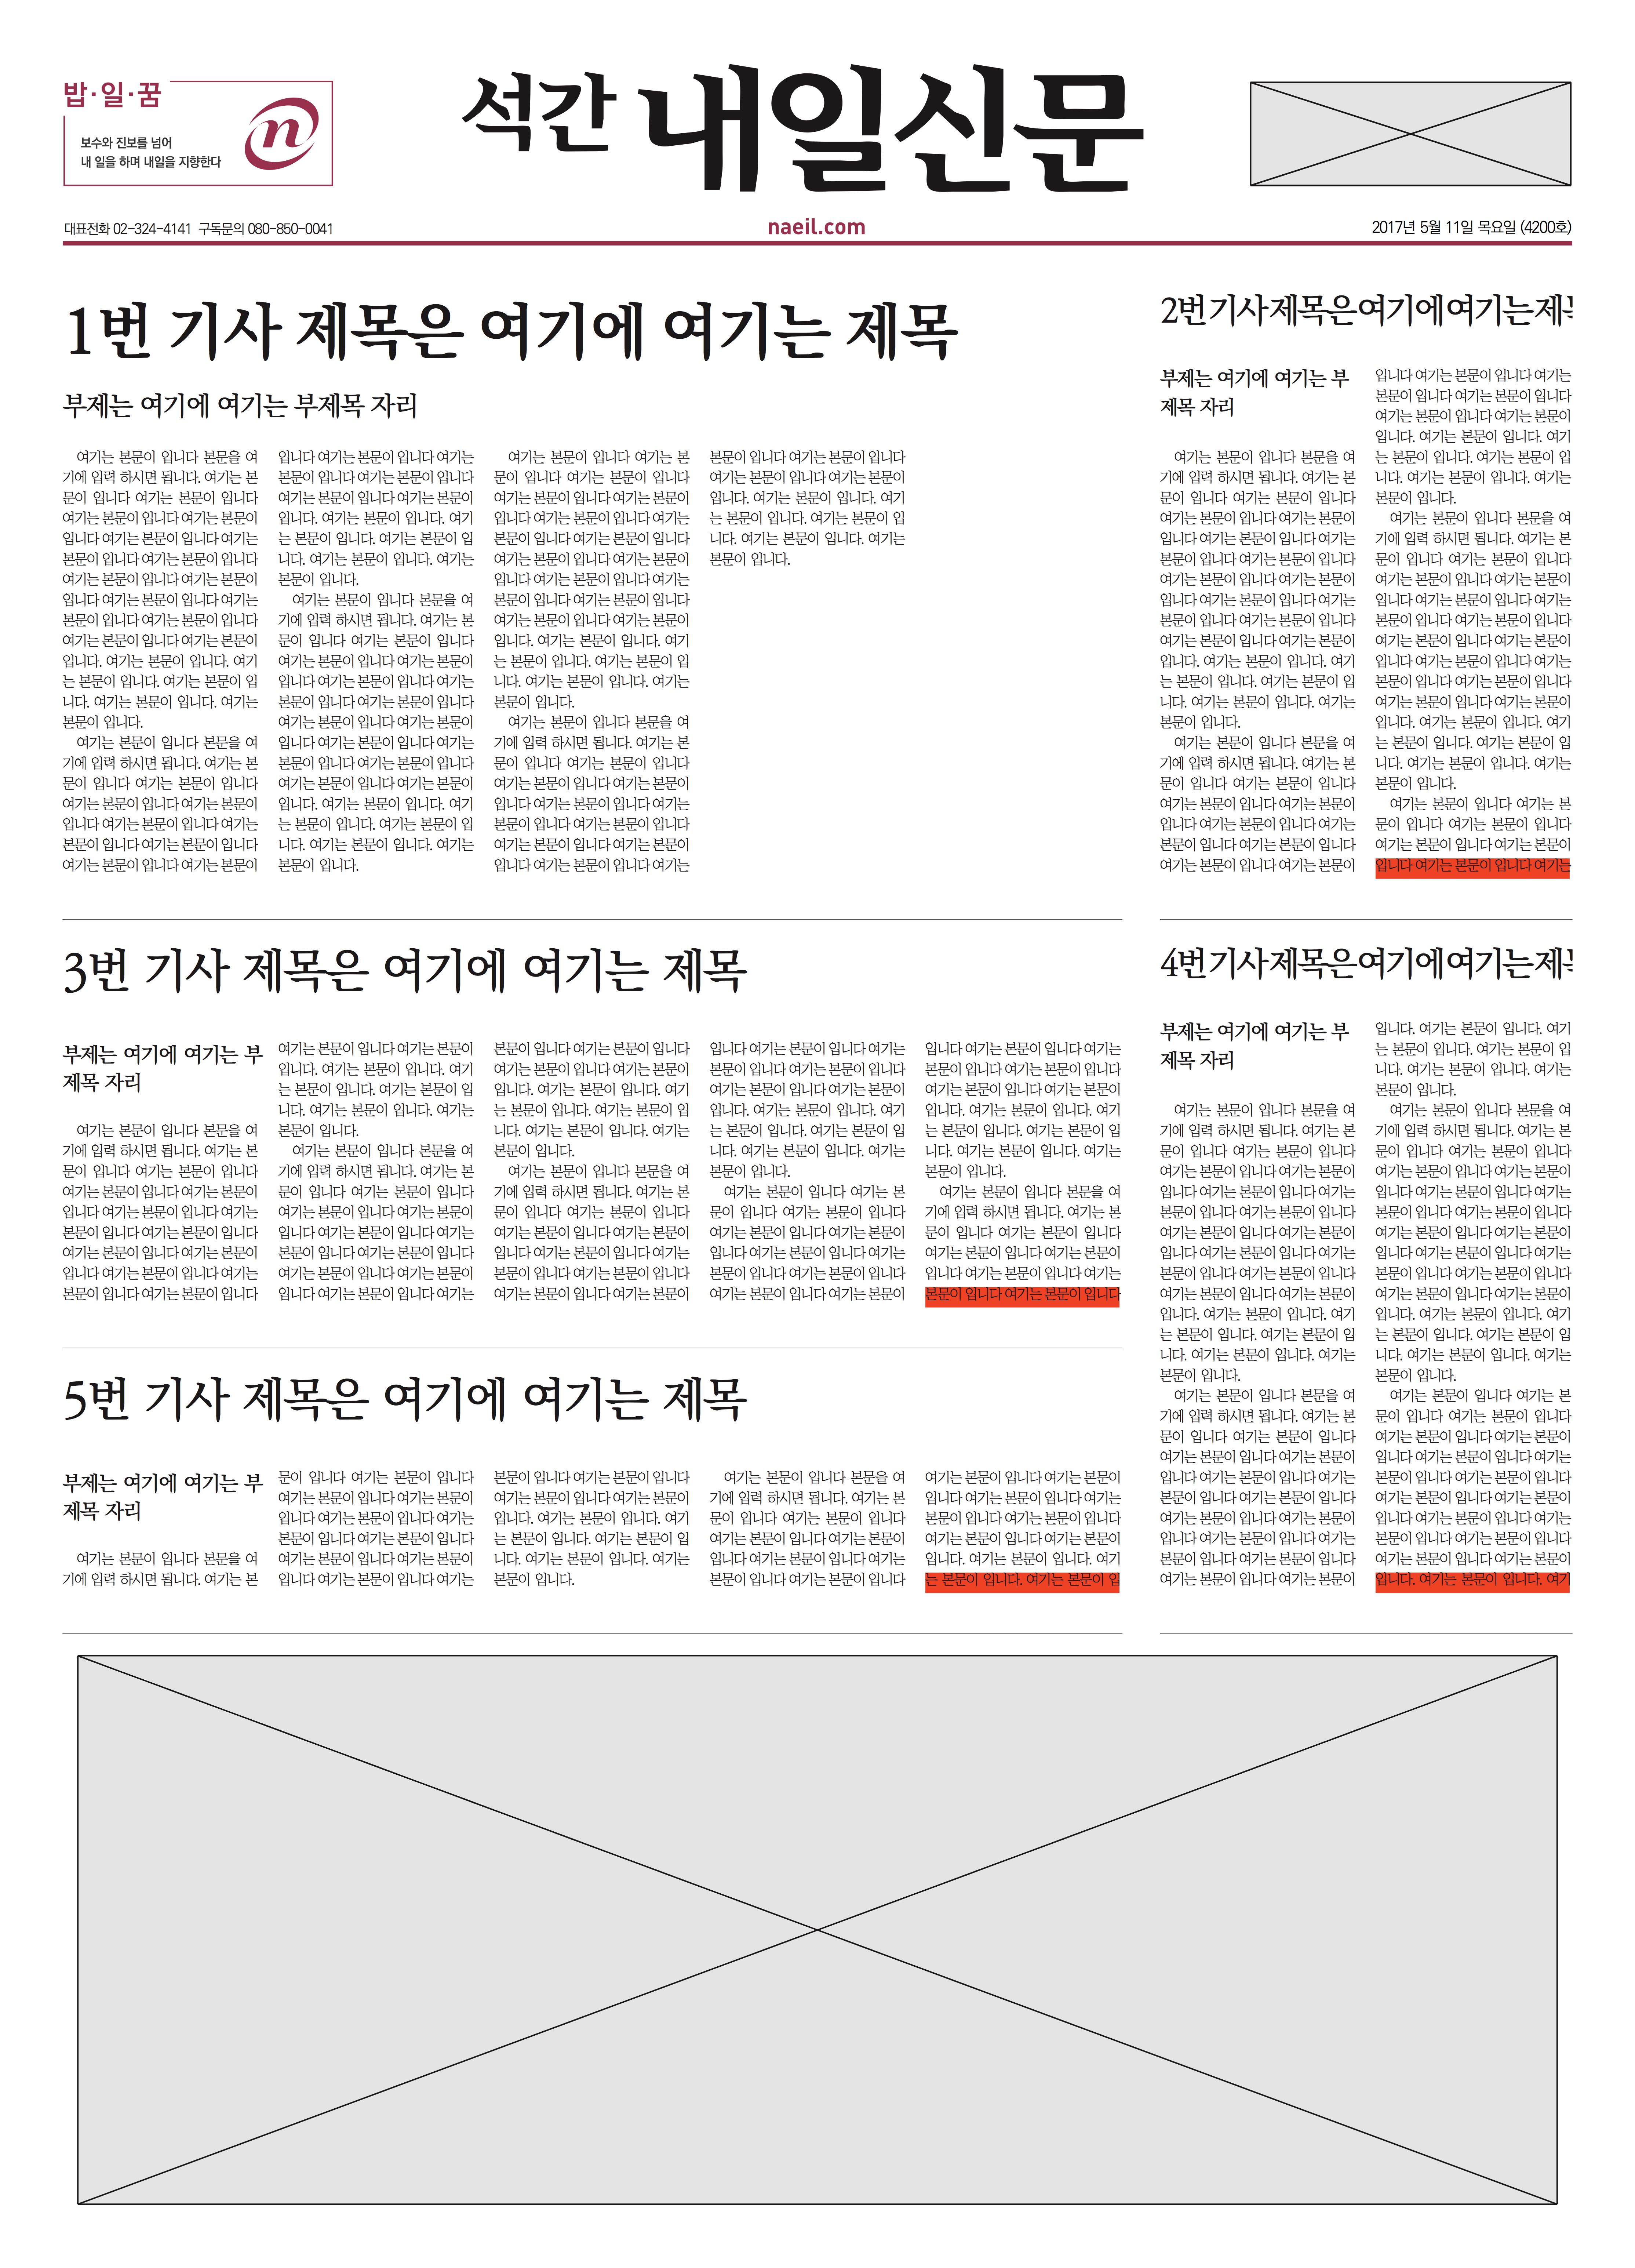 밥·일·꿈
보수와 진보를 넘어
내 일을 하며 내일을 지향한다
n
석간 내일신문
대표전화 02-324-4141 구독문의 080-850-0041
naeil.com
2017년 5월 11일 목요일 (4200호)
1번 기사 제목은 여기에 여기는 제목
부제는 여기에 여기는 부제목 자리
여기는 본문이 입니다 본문을 여
기에 입력 하시면 됩니다. 여기는 본
문이 입니다 여기는 본문이 입니다
여기는 본문이 입니다 여기는 본문이
입니다 여기는 본문이 입니다 여기는
본문이 입니다 여기는 본문이 입니다
여기는 본문이 입니다 여기는 본문이
입니다 여기는 본문이 입니다 여기는
본문이 입니다 여기는 본문이 입니다
여기는 본문이 입니다 여기는 본문이
입니다. 여기는 본문이 입니다. 여기
는 본문이 입니다. 여기는 본문이 입
니다. 여기는 본문이 입니다. 여기는
본문이 입니다.
여기는 본문이 입니다 본문을 여
기에 입력 하시면 됩니다. 여기는 본
문이 입니다 여기는 본문이 입니다
여기는 본문이 입니다 여기는 본문이
입니다 여기는 본문이 입니다 여기는
본문이 입니다 여기는 본문이 입니다
여기는 본문이 입니다 여기는 본문이
입니다 여기는 본문이 입니다 여기는
본문이 입니다 여기는 본문이 입니다
여기는 본문이 입니다 여기는 본문이
입니다. 여기는 본문이 입니다. 여기
는 본문이 입니다. 여기는 본문이 입
니다. 여기는 본문이 입니다. 여기는
본문이 입니다.
여기는 본문이 입니다 본문을 여
기에 입력 하시면 됩니다. 여기는 본
문이 입니다 여기는 본문이 입니다
여기는 본문이 입니다 여기는 본문이
입니다 여기는 본문이 입니다 여기는
본문이 입니다 여기는 본문이 입니다
여기는 본문이 입니다 여기는 본문이
입니다 여기는 본문이 입니다 여기는
본문이 입니다 여기는 본문이 입니다
여기는 본문이 입니다 여기는 본문이
입니다. 여기는 본문이 입니다. 여기
는 본문이 입니다. 여기는 본문이 입
니다. 여기는 본문이 입니다. 여기는
본문이 입니다.
여기는 본문이 입니다 여기는 본
문이 입니다 여기는 본문이 입니다
여기는 본문이 입니다 여기는 본문이
입니다 여기는 본문이 입니다 여기는
본문이 입니다 여기는 본문이 입니다
여기는 본문이 입니다 여기는 본문이
입니다 여기는 본문이 입니다 여기는
본문이 입니다 여기는 본문이 입니다
여기는 본문이 입니다 여기는 본문이
입니다. 여기는 본문이 입니다. 여기
는 본문이 입니다. 여기는 본문이 입
니다. 여기는 본문이 입니다. 여기는
본문이 입니다.
여기는 본문이 입니다 본문을 여
기에 입력 하시면 됩니다. 여기는 본
문이 입니다 여기는 본문이 입니다
여기는 본문이 입니다 여기는 본문이
입니다 여기는 본문이 입니다 여기는
본문이 입니다 여기는 본문이 입니다
여기는 본문이 입니다 여기는 본문이
입니다 여기는 본문이 입니다 여기는
본문이 입니다 여기는 본문이 입니다
여기는 본문이 입니다 여기는 본문이
입니다. 여기는 본문이 입니다. 여기
는 본문이 입니다. 여기는 본문이 입
니다. 여기는 본문이 입니다. 여기는
본문이 입니다.
2번기사제목은여기에여기는제
부제는 여기에 여기는 부
제목 자리
여기는 본문이 입니다 본문을 여
기에 입력 하시면 됩니다. 여기는 본
문이 입니다 여기는 본문이 입니다
여기는 본문이 입니다 여기는 본문이
입니다 여기는 본문이 입니다 여기는
본문이 입니다 여기는 본문이 입니다
여기는 본문이 입니다 여기는 본문이
입니다 여기는 본문이 입니다 여기는
본문이 입니다 여기는 본문이 입니다
여기는 본문이 입니다 여기는 본문이
입니다. 여기는 본문이 입니다. 여기
는 본문이 입니다. 여기는 본문이 입
니다. 여기는 본문이 입니다. 여기는
본문이 입니다.
여기는 본문이 입니다 본문을 여
기에 입력 하시면 됩니다. 여기는 본
문이 입니다 여기는 본문이 입니다
여기는 본문이 입니다 여기는 본문이
입니다 여기는 본문이 입니다 여기는
본문이 입니다 여기는 본문이 입니다
여기는 본문이 입니다 여기는 본문이
입니다 여기는 본문이 입니다 여기는
본문이 입니다 여기는 본문이 입니다
여기는 본문이 입니다 여기는 본문이
입니다. 여기는 본문이 입니다. 여기
는 본문이 입니다. 여기는 본문이 입
니다. 여기는 본문이 입니다. 여기는
본문이 입니다.
여기는 본문이 입니다 본문을 여
기에 입력 하시면 됩니다. 여기는 본
문이 입니다 여기는 본문이 입니다
여기는 본문이 입니다 여기는 본문이
입니다 여기는 본문이 입니다 여기는
본문이 입니다 여기는 본문이 입니다
여기는 본문이 입니다 여기는 본문이
입니다 여기는 본문이 입니다 여기는
본문이 입니다 여기는 본문이 입니다
여기는 본문이 입니다 여기는 본문이
입니다. 여기는 본문이 입니다. 여기
는 본문이 입니다. 여기는 본문이 입
니다. 여기는 본문이 입니다. 여기는
본문이 입니다.
여기는 본문이 입니다 여기는 본
문이 입니다 여기는 본문이 입니다
여기는 본문이 입니다 여기는 본문이
입니다 여기는 본문이 입니다 여기는
3번 기사 제목은 여기에 여기는 제목
부제는 여기에 여기는 부
제목 자리
여기는 본문이 입니다 본문을 여
기에 입력 하시면 됩니다. 여기는 본
문이 입니다 여기는 본문이 입니다
여기는 본문이 입니다 여기는 본문이
입니다 여기는 본문이 입니다 여기는
본문이 입니다 여기는 본문이 입니다
여기는 본문이 입니다 여기는 본문이
입니다 여기는 본문이 입니다 여기는
본문이 입니다 여기는 본문이 입니다
여기는 본문이 입니다 여기는 본문이
입니다. 여기는 본문이 입니다. 여기
는 본문이 입니다. 여기는 본문이 입
니다. 여기는 본문이 입니다. 여기는
본문이 입니다.
여기는 본문이 입니다 본문을 여
기에 입력 하시면 됩니다. 여기는 본
문이 입니다 여기는 본문이 입니다
여기는 본문이 입니다 여기는 본문이
입니다 여기는 본문이 입니다 여기는
본문이 입니다 여기는 본문이 입니다
여기는 본문이 입니다 여기는 본문이
입니다 여기는 본문이 입니다 여기는
본문이 입니다 여기는 본문이 입니다
여기는 본문이 입니다 여기는 본문이
입니다. 여기는 본문이 입니다. 여기
는 본문이 입니다. 여기는 본문이 입
니다. 여기는 본문이 입니다. 여기는
본문이 입니다.
여기는 본문이 입니다 본문을 여
기에 입력 하시면 됩니다. 여기는 본
문이 입니다 여기는 본문이 입니다
여기는 본문이 입니다 여기는 본문이
입니다 여기는 본문이 입니다 여기는
본문이 입니다 여기는 본문이 입니다
여기는 본문이 입니다 여기는 본문이
입니다 여기는 본문이 입니다 여기는
본문이 입니다 여기는 본문이 입니다
여기는 본문이 입니다 여기는 본문이
입니다. 여기는 본문이 입니다. 여기
는 본문이 입니다. 여기는 본문이 입
니다. 여기는 본문이 입니다. 여기는
본문이 입니다.
여기는 본문이 입니다 여기는 본
문이 입니다 여기는 본문이 입니다
여기는 본문이 입니다 여기는 본문이
입니다 여기는 본문이 입니다 여기는
본문이 입니다 여기는 본문이 입니다
여기는 본문이 입니다 여기는 본문이
입니다 여기는 본문이 입니다 여기는
본문이 입니다 여기는 본문이 입니다
여기는 본문이 입니다 여기는 본문이
입니다. 여기는 본문이 입니다. 여기
는 본문이 입니다. 여기는 본문이 입
니다. 여기는 본문이 입니다. 여기는
본문이 입니다.
여기는 본문이 입니다 본문을 여
기에 입력 하시면 됩니다. 여기는 본
문이 입니다 여기는 본문이 입니다
여기는 본문이 입니다 여기는 본문이
입니다 여기는 본문이 입니다 여기는
본문이 입니다 여기는 본문이 입니다
4번기사제목은여기에여기는제
부제는 여기에 여기는 부
제목 자리
여기는 본문이 입니다 본문을 여
기에 입력 하시면 됩니다. 여기는 본
문이 입니다 여기는 본문이 입니다
여기는 본문이 입니다 여기는 본문이
입니다 여기는 본문이 입니다 여기는
본문이 입니다 여기는 본문이 입니다
여기는 본문이 입니다 여기는 본문이
입니다 여기는 본문이 입니다 여기는
본문이 입니다 여기는 본문이 입니다
여기는 본문이 입니다 여기는 본문이
입니다. 여기는 본문이 입니다. 여기
는 본문이 입니다. 여기는 본문이 입
니다. 여기는 본문이 입니다. 여기는
본문이 입니다.
여기는 본문이 입니다 본문을 여
기에 입력 하시면 됩니다. 여기는 본
문이 입니다 여기는 본문이 입니다
여기는 본문이 입니다 여기는 본문이
입니다 여기는 본문이 입니다 여기는
본문이 입니다 여기는 본문이 입니다
여기는 본문이 입니다 여기는 본문이
입니다 여기는 본문이 입니다 여기는
본문이 입니다 여기는 본문이 입니다
여기는 본문이 입니다 여기는 본문이
입니다. 여기는 본문이 입니다. 여기
는 본문이 입니다. 여기는 본문이 입
니다. 여기는 본문이 입니다. 여기는
본문이 입니다.
여기는 본문이 입니다 본문을 여
기에 입력 하시면 됩니다. 여기는 본
문이 입니다 여기는 본문이 입니다
여기는 본문이 입니다 여기는 본문이
입니다 여기는 본문이 입니다 여기는
본문이 입니다 여기는 본문이 입니다
여기는 본문이 입니다 여기는 본문이
입니다 여기는 본문이 입니다 여기는
본문이 입니다 여기는 본문이 입니다
여기는 본문이 입니다 여기는 본문이
입니다. 여기는 본문이 입니다. 여기
는 본문이 입니다. 여기는 본문이 입
니다. 여기는 본문이 입니다. 여기는
본문이 입니다.
여기는 본문이 입니다 여기는 본
문이 입니다 여기는 본문이 입니다
여기는 본문이 입니다 여기는 본문이
입니다 여기는 본문이 입니다 여기는
본문이 입니다 여기는 본문이 입니다
여기는 본문이 입니다 여기는 본문이
입니다 여기는 본문이 입니다 여기는
본문이 입니다 여기는 본문이 입니다
여기는 본문이 입니다 여기는 본문이
입니다. 여기는 본문이 입니다. 여기
5번 기사 제목은 여기에 여기는 제목
부제는 여기에 여기는 부
제목 자리
여기는 본문이 입니다 본문을 여
기에 입력 하시면 됩니다. 여기는 본
문이 입니다 여기는 본문이 입니다
여기는 본문이 입니다 여기는 본문이
입니다 여기는 본문이 입니다 여기는
본문이 입니다 여기는 본문이 입니다
여기는 본문이 입니다 여기는 본문이
입니다 여기는 본문이 입니다 여기는
본문이 입니다 여기는 본문이 입니다
여기는 본문이 입니다 여기는 본문이
입니다. 여기는 본문이 입니다. 여기
는 본문이 입니다. 여기는 본문이 입
니다. 여기는 본문이 입니다. 여기는
본문이 입니다.
여기는 본문이 입니다 본문을 여
기에 입력 하시면 됩니다. 여기는 본
문이 입니다 여기는 본문이 입니다
여기는 본문이 입니다 여기는 본문이
입니다 여기는 본문이 입니다 여기는
본문이 입니다 여기는 본문이 입니다
여기는 본문이 입니다 여기는 본문이
입니다 여기는 본문이 입니다 여기는
본문이 입니다 여기는 본문이 입니다
여기는 본문이 입니다 여기는 본문이
입니다. 여기는 본문이 입니다. 여기
는 본문이 입니다. 여기는 본문이 입